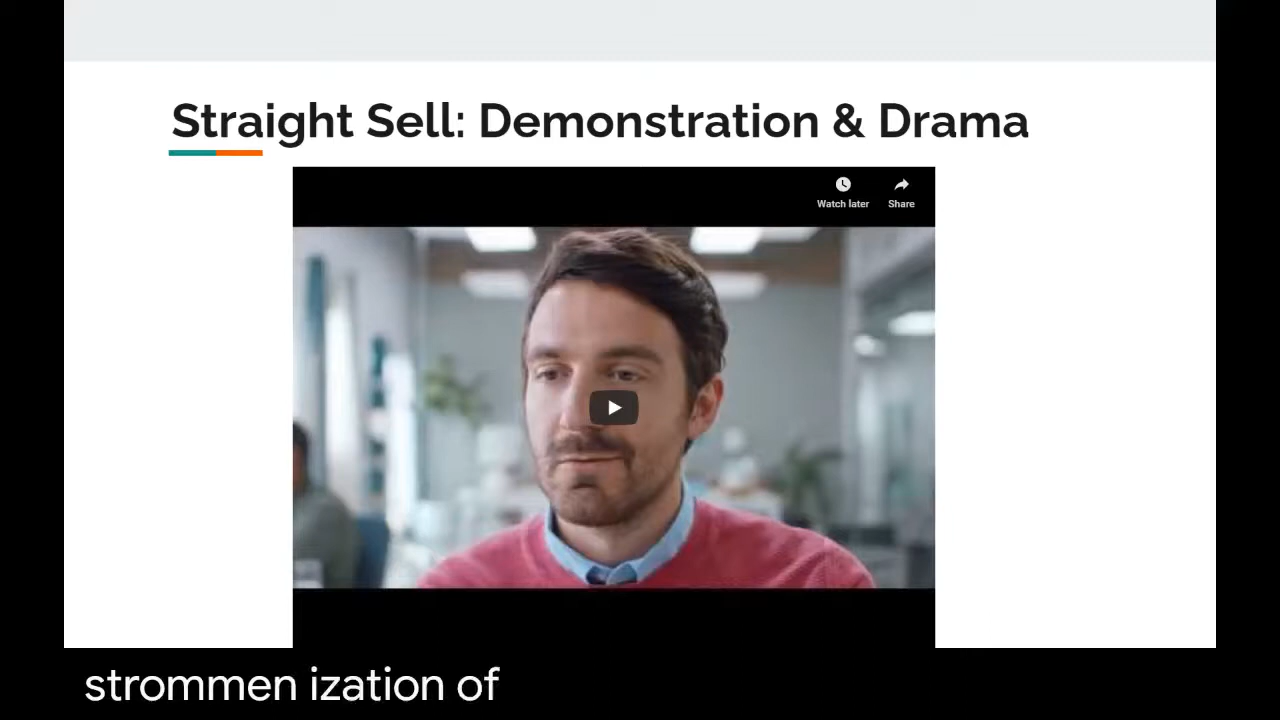 Straight Sell: Demonstration & Drama
Watch later
Share
strommen ization of